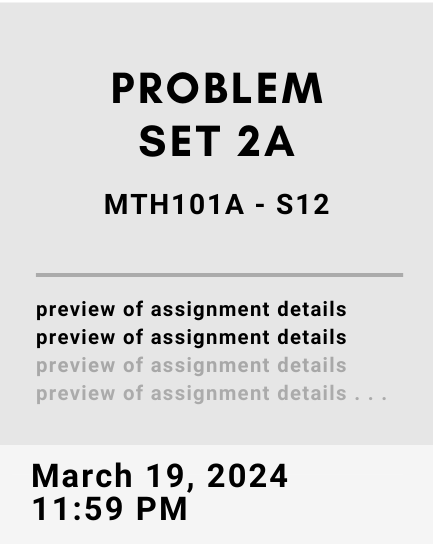 PROBLEM
SET 2A
MTH101A - S12
preview of assignment details
preview of assignment details
preview of assignment details
preview of assignment details . . .
March 19, 2024
11:59 PM